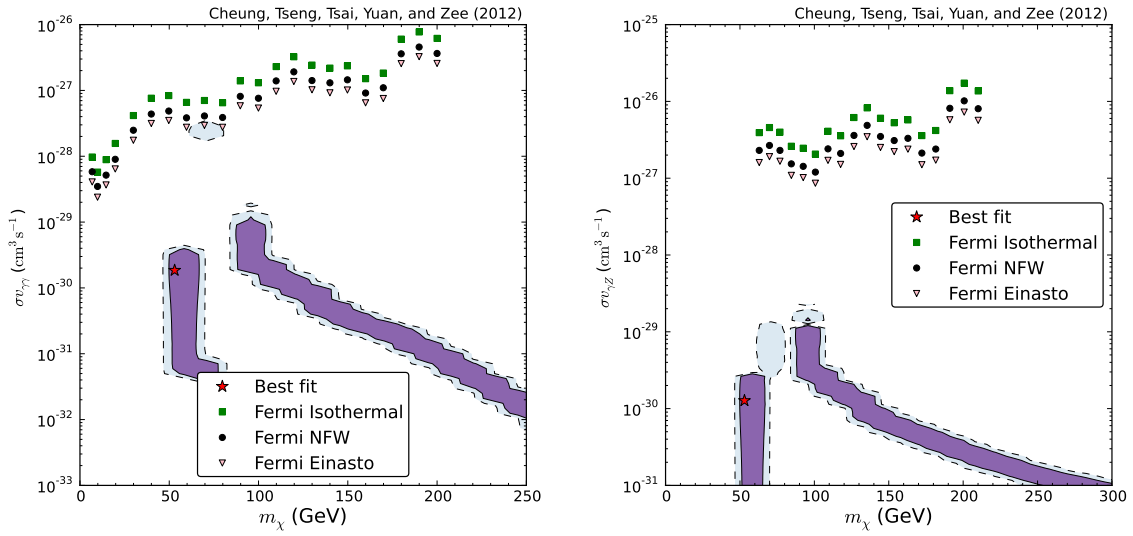 Cheung, Tseng, Tsai, Yuan, and Zee (2012)
10⁻²⁶
10⁻²⁷
10⁻²⁸
10⁻²⁹
10⁻³⁰
10⁻³¹
10⁻³²
10⁻³³
σv_γγ (cm³ s⁻¹)
Best fit
Fermi Isothermal
Fermi NFW
Fermi Einasto
0 50 100 150 200 250
m_χ (GeV)
Cheung, Tseng, Tsai, Yuan, and Zee (2012)
10⁻²⁵
10⁻²⁶
10⁻²⁷
10⁻²⁸
10⁻²⁹
10⁻³⁰
10⁻³¹
σv_γZ (cm³ s⁻¹)
Best fit
Fermi Isothermal
Fermi NFW
Fermi Einasto
0 50 100 150 200 250 300
m_χ (GeV)